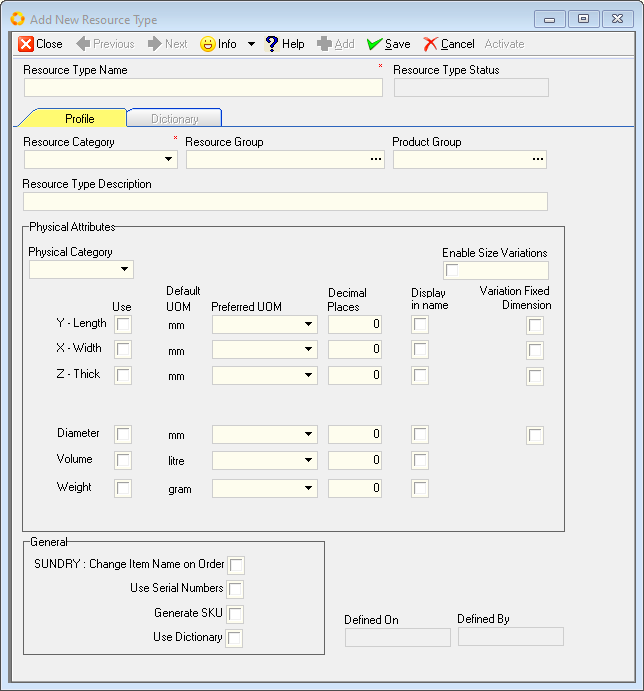 Add New Resource Type
Close Previous Next Info ? Help Add Save Cancel Activate
Resource Type Name * Resource Type Status
Profile Dictionary
Resource Category * Resource Group Product Group
... ...
Resource Type Description
Physical Attributes
Physical Category Enable Size Variations
Use Default UOM Preferred UOM Decimal Places Display in name Variation Fixed Dimension
Y - Length mm 0
X - Width mm 0
Z - Thick mm 0
Diameter mm 0
Volume litre 0
Weight gram 0
General
SUNDRY : Change Item Name on Order
Use Serial Numbers
Generate SKU
Use Dictionary
Defined On Defined By